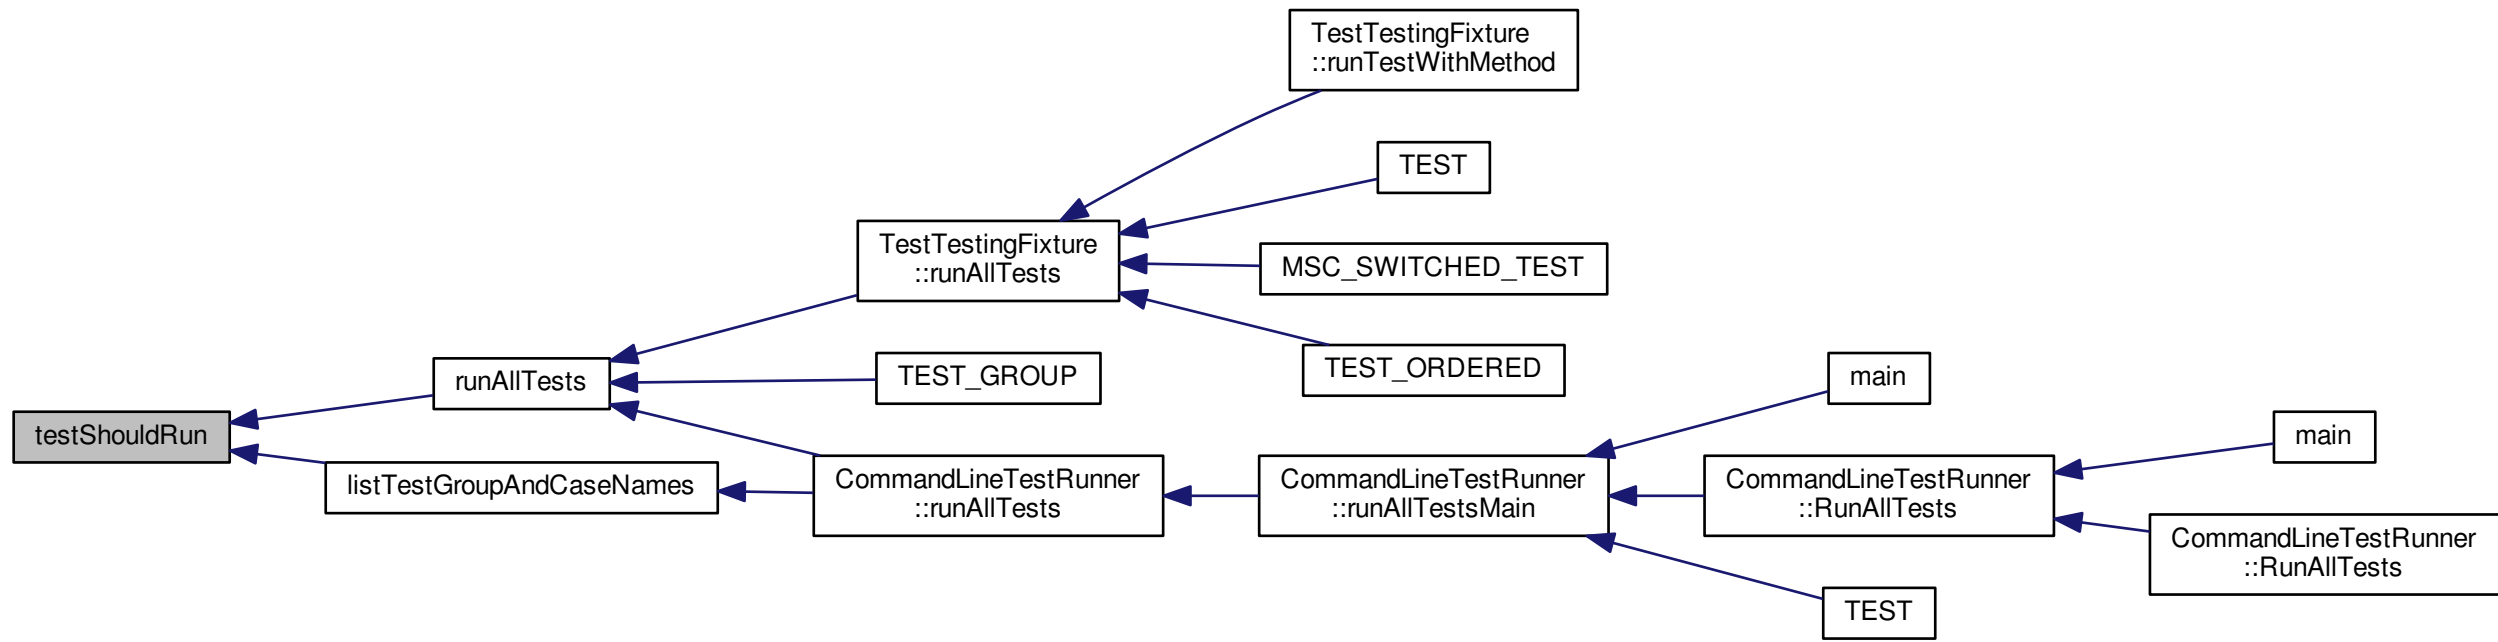 TestTestingFixture
::runTestWithMethod
TEST
TestTestingFixture
::runAllTests
MSC_SWITCHED_TEST
TEST_ORDERED
runAllTests
TEST_GROUP
main
testShouldRun
main
listTestGroupAndCaseNames
CommandLineTestRunner
::runAllTests
CommandLineTestRunner
::runAllTestsMain
CommandLineTestRunner
::RunAllTests
CommandLineTestRunner
::RunAllTests
TEST